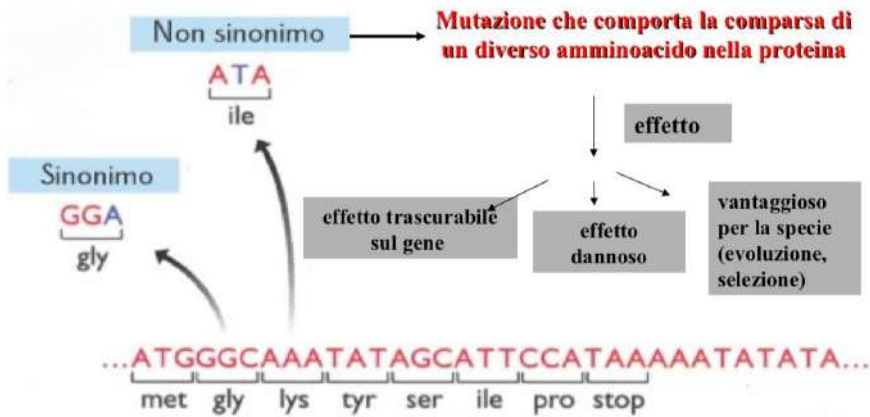 Non sinonimo
Mutazione che comporta la comparsa di
un diverso amminoacido nella proteina
ATA
ile
effetto
Sinonimo
GGA
gly
effetto trascurabile
sul gene
effetto
dannoso
vantaggioso
per la specie
(evoluzione,
selezione)
...ATGGGCAAATATAGCATTCCATAAAAATATATA...
met gly lys tyr ser ile pro stop